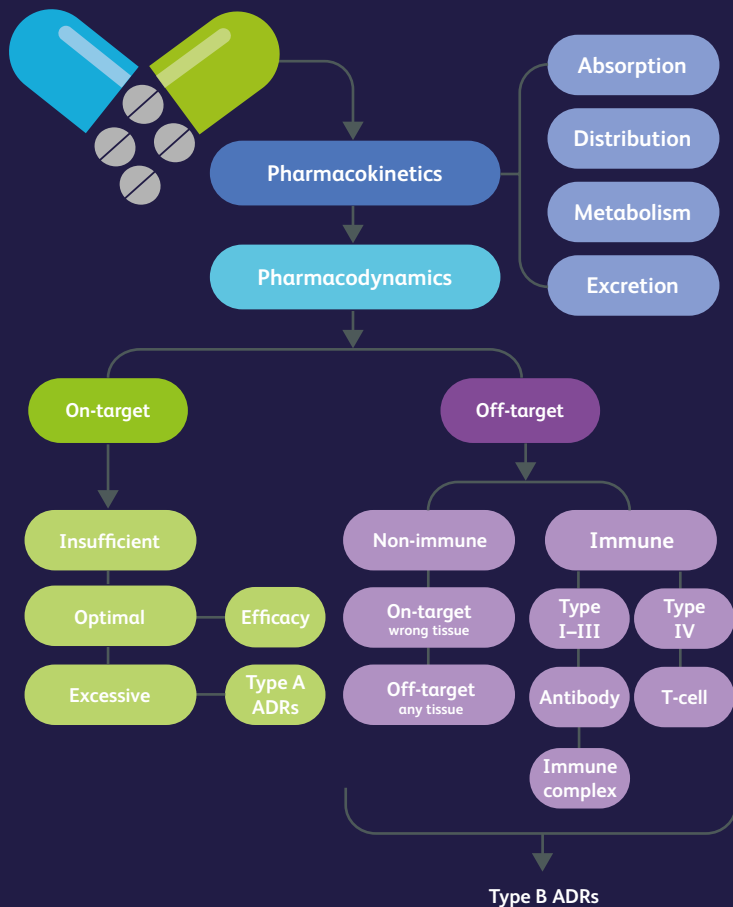 Absorption
Distribution
Pharmacokinetics
Metabolism
Pharmacodynamics
Excretion
On-target
Off-target
Insufficient
Non-immune
Immune
Optimal
Efficacy
On-target
wrong tissue
Type
I–III
Type
IV
Excessive
Type A
ADRs
Off-target
any tissue
Antibody
T-cell
Immune
complex
Type B ADRs